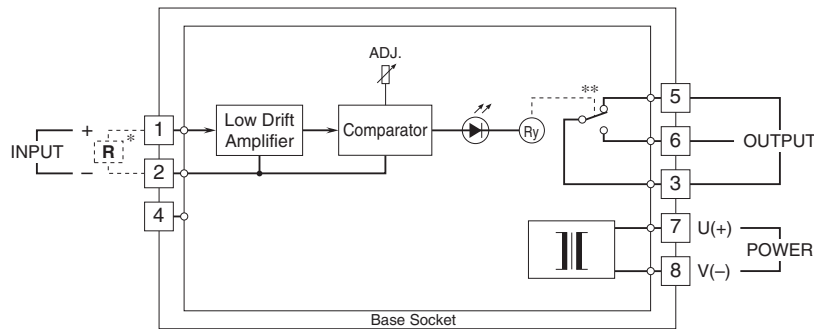 ADJ.
**
1
5
Low Drift
Amplifier
Comparator
Ry
+
R
*
INPUT
–
2
6
OUTPUT
3
4
7
U(+)
POWER
8
V(–)
Base Socket